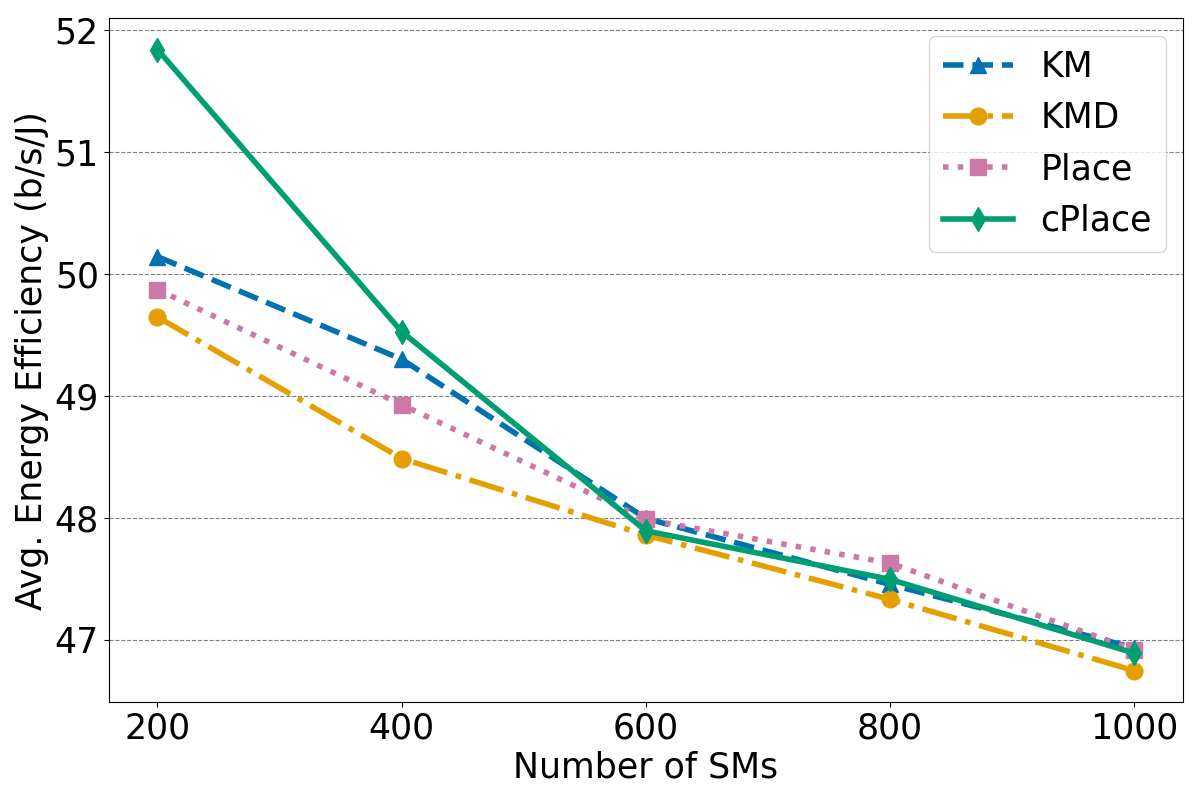 Avg. Energy Efficiency (b/s/J)
52
51
50
49
48
47
KM
KMD
Place
cPlace
200 400 600 800 1000
Number of SMs